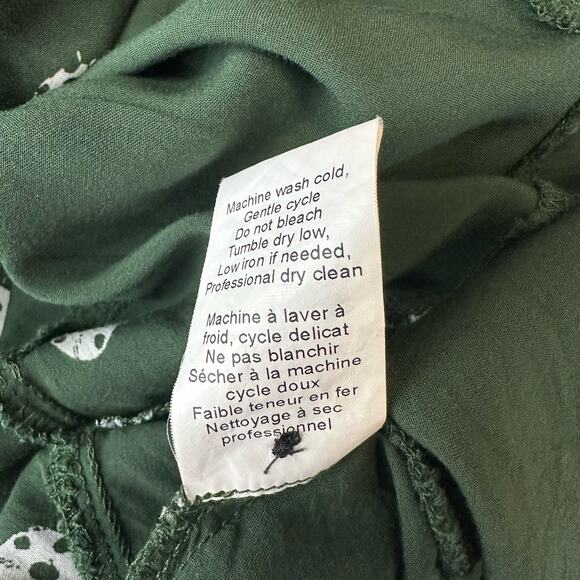 Machine wash cold,
Gentle cycle
Do not bleach
Tumble dry low,
Low iron if needed,
Professional dry clean
Machine à laver à
froid, cycle delicat
Ne pas blanchir
Sécher à la machine
cycle doux
Faible teneur en fer
Nettoyage à sec
professionnel